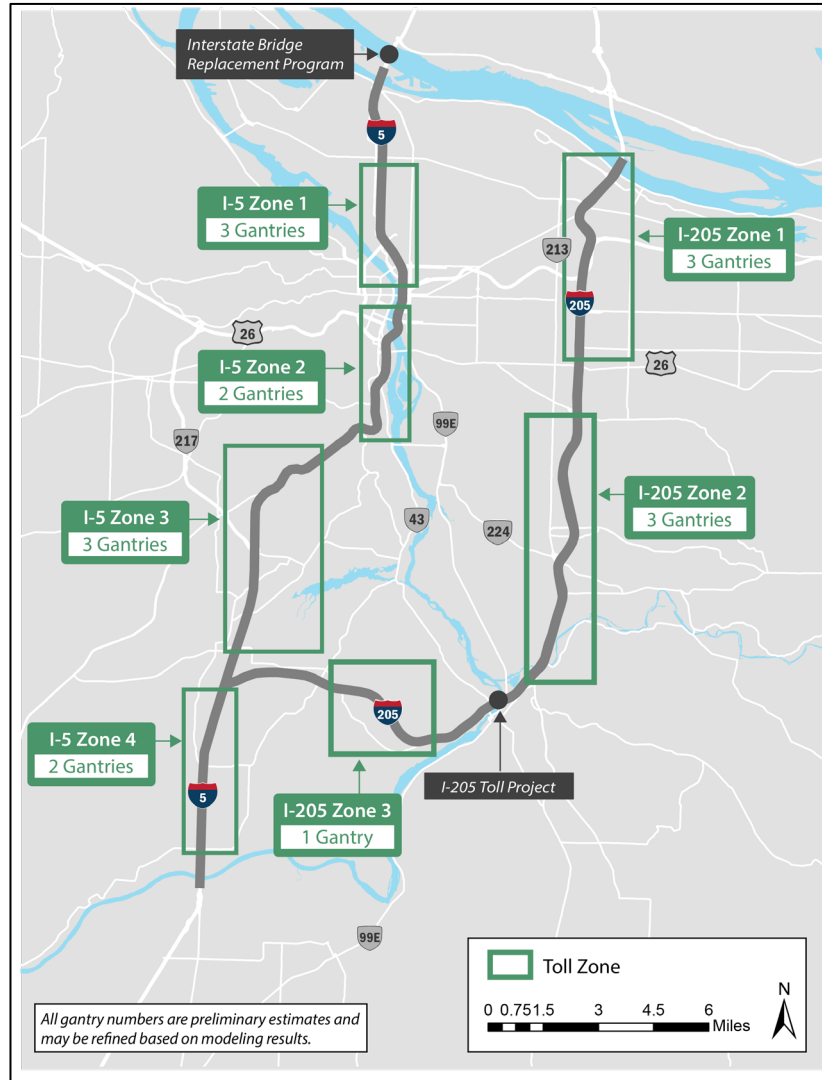 Interstate Bridge
Replacement Program
5
I-5 Zone 1
3 Gantries
I-205 Zone 1
3 Gantries
213
205
26
26
I-5 Zone 2
2 Gantries
99E
217
I-205 Zone 2
3 Gantries
I-5 Zone 3
3 Gantries
43
224
205
I-5 Zone 4
2 Gantries
5
I-205 Toll Project
I-205 Zone 3
1 Gantry
99E
Toll Zone
N
0 0.75 1.5 3 4.5 6
Miles
All gantry numbers are preliminary estimates and
may be refined based on modeling results.